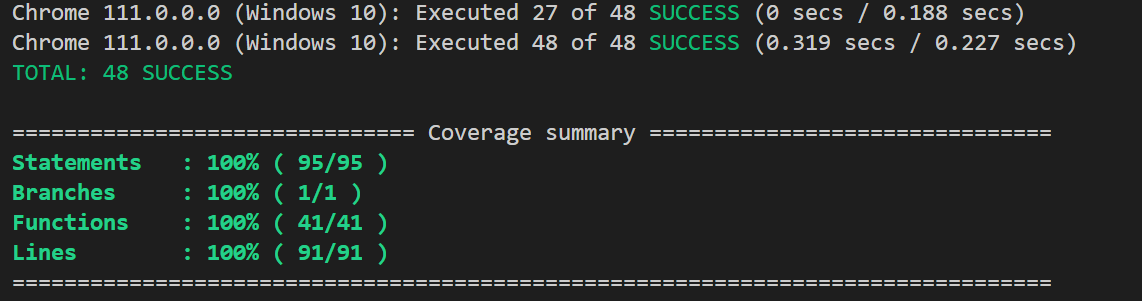 Chrome 111.0.0.0 (Windows 10): Executed 27 of 48 SUCCESS (0 secs / 0.188 secs)
Chrome 111.0.0.0 (Windows 10): Executed 48 of 48 SUCCESS (0.319 secs / 0.227 secs)
TOTAL: 48 SUCCESS
=============================== Coverage summary ===============================
Statements   : 100% ( 95/95 )
Branches     : 100% ( 1/1 )
Functions    : 100% ( 41/41 )
Lines        : 100% ( 91/91 )
================================================================================